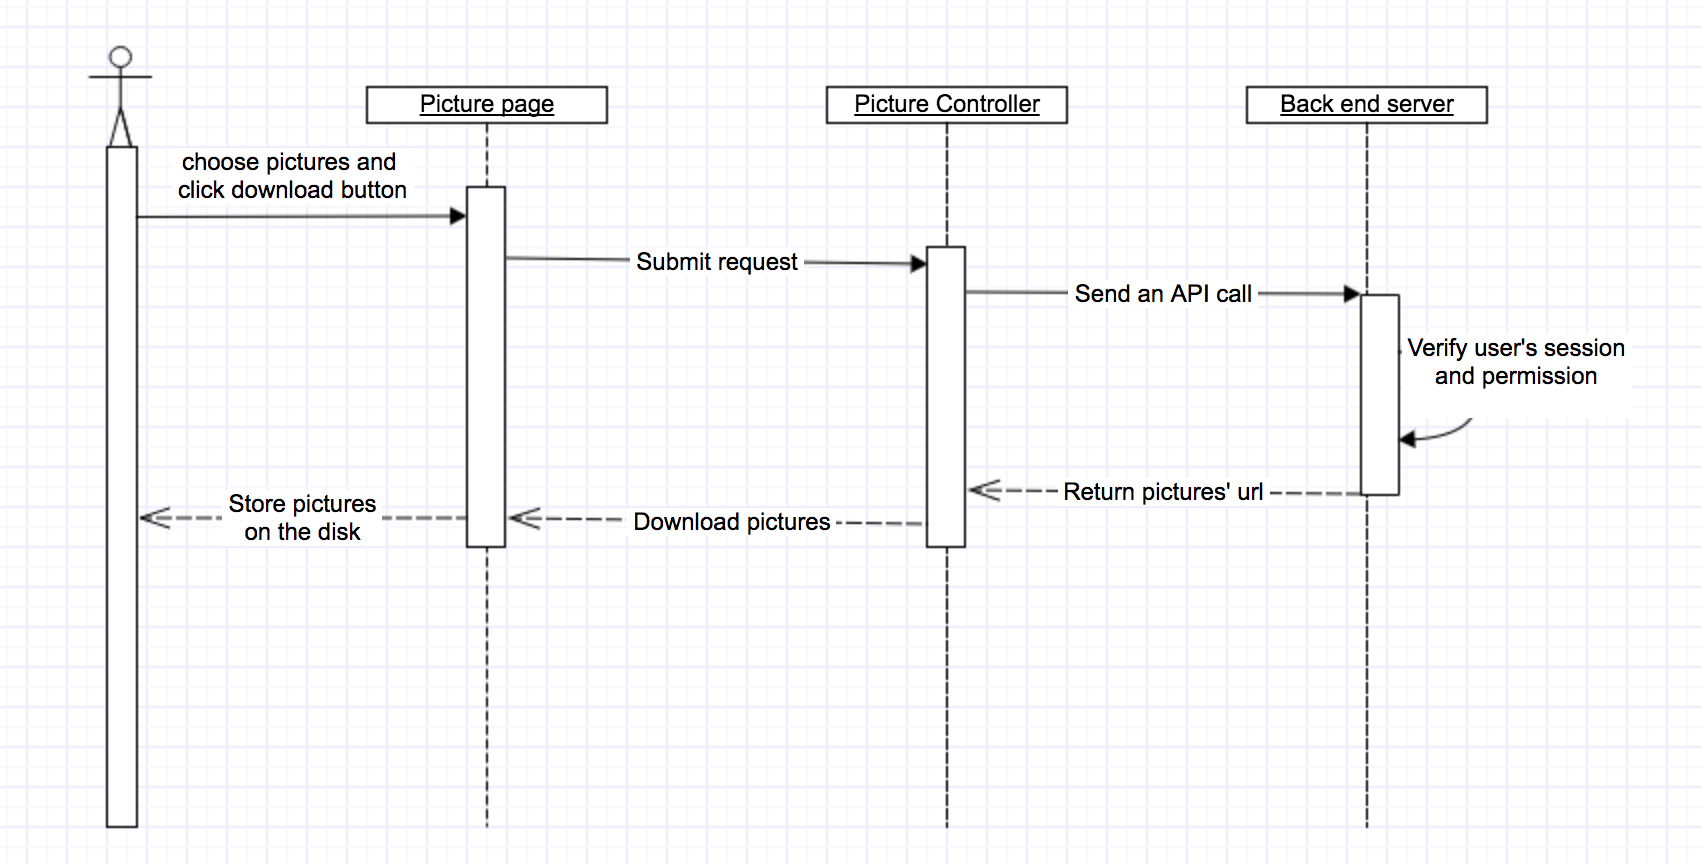 Picture page
Picture Controller
Back end server
choose pictures and
click download button
Submit request
Send an API call
Verify user's session
and permission
Return pictures' url
Store pictures
on the disk
Download pictures